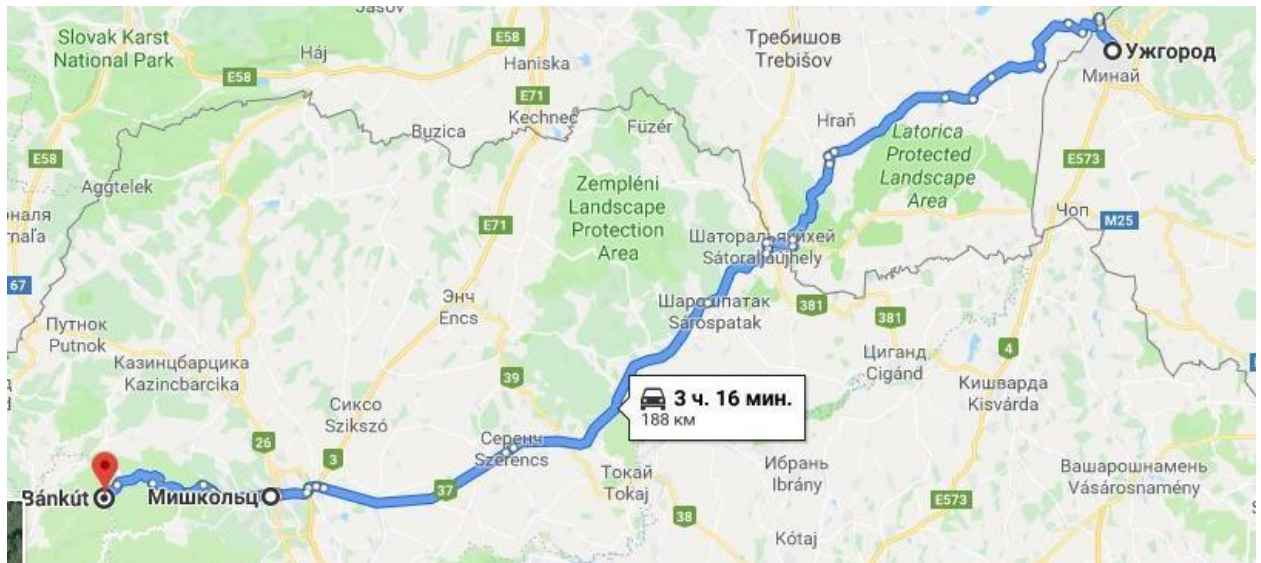 Jasov
Slovak Karst
National Park
Háj
E58
E58
Haniska
E71
Kechnec
Buzica
Füzér
Требишов
Trebišov
Ужгород
Минай
Hraň
Latorica
Protected
Landscape
Area
E573
Чоп
M25
E58
Aggtelek
Zempléni
Landscape
Protection
Area
E71
Шаторальяуйхей
Sátoraljaújhely
67
Энч
Encs
Шарошпатак
Sárospatak
381
381
Путнок
Putnok
Казинцбарцика
Kazincbarcika
39
Циганд
Cigánd
4
Кишварда
Kisvárda
3 ч. 16 мин.
188 км
Сиксо
Szikszó
26
3
Серенч
Szerencs
37
Токай
Tokaj
Ибрань
Ibrány
Вашарошнамень
Vásárosnamény
Bánkút
Мишкольц
E573
38
Kótaj